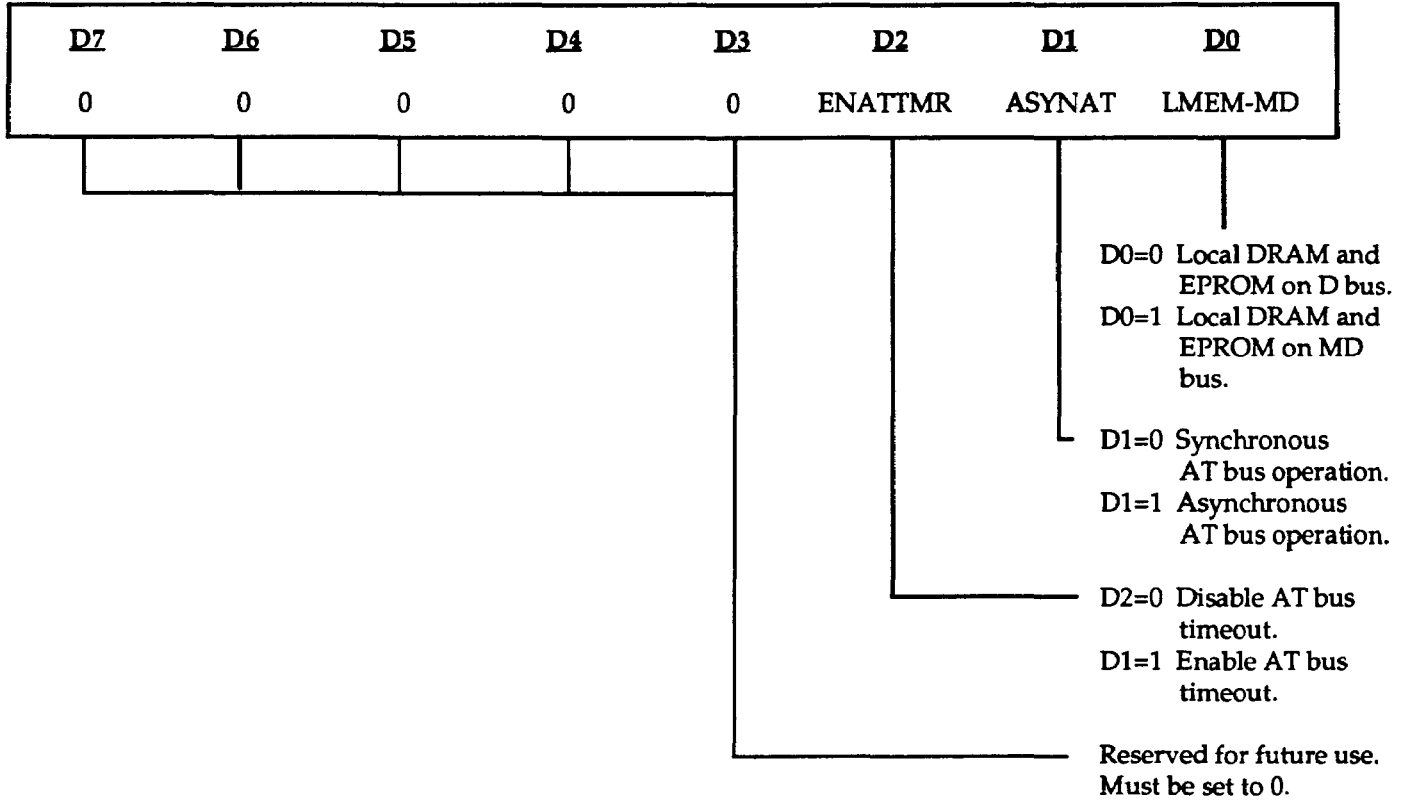 D7 D6 D5 D4 D3 D2 D1 D0
0 0 0 0 0 ENATTMR ASYNAT LMEM-MD
D0=0 Local DRAM and
EPROM on D bus.
D0=1 Local DRAM and
EPROM on MD
bus.
D1=0 Synchronous
AT bus operation.
D1=1 Asynchronous
AT bus operation.
D2=0 Disable AT bus
timeout.
D1=1 Enable AT bus
timeout.
Reserved for future use.
Must be set to 0.